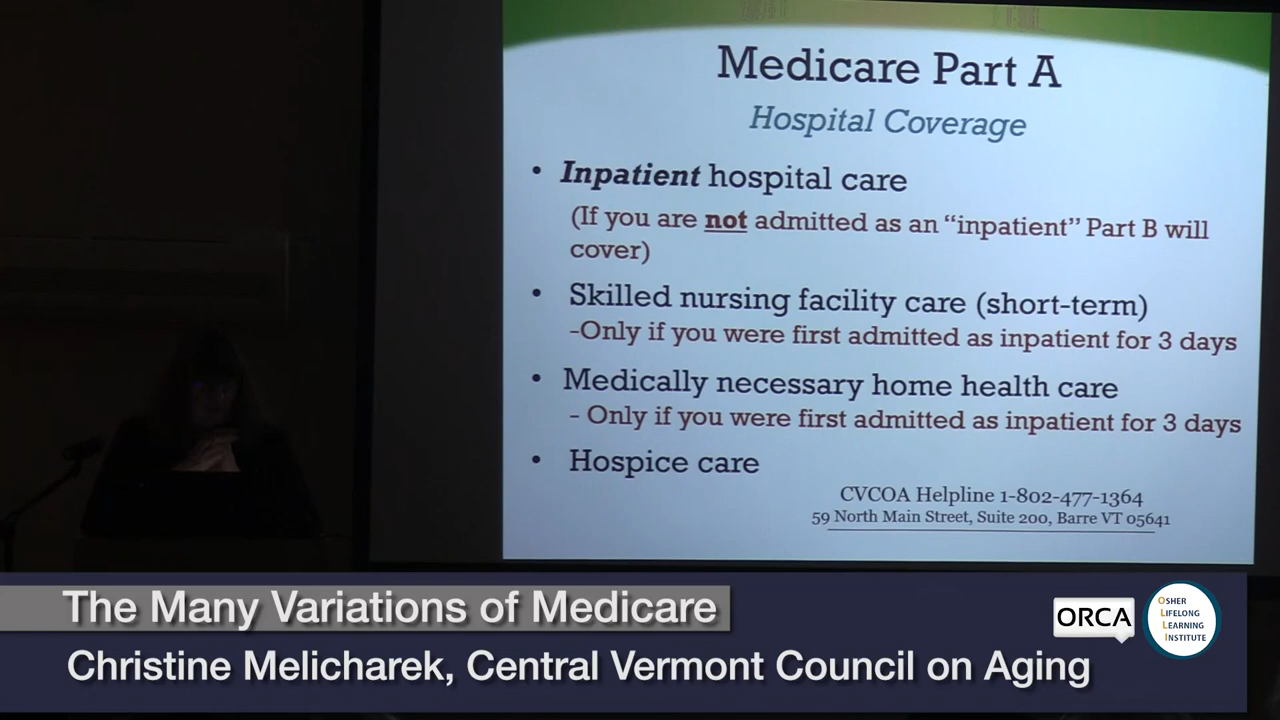 Medicare Part A
Hospital Coverage
• Inpatient hospital care
(If you are not admitted as an “inpatient” Part B will
cover)
• Skilled nursing facility care (short-term)
-Only if you were first admitted as inpatient for 3 days
• Medically necessary home health care
- Only if you were first admitted as inpatient for 3 days
• Hospice care
CVCOA Helpline 1-802-477-1364
59 North Main Street, Suite 200, Barre VT 05641
The Many Variations of Medicare
Christine Melicharek, Central Vermont Council on Aging
ORCA
OSHER
LIFELONG
LEARNING
INSTITUTE